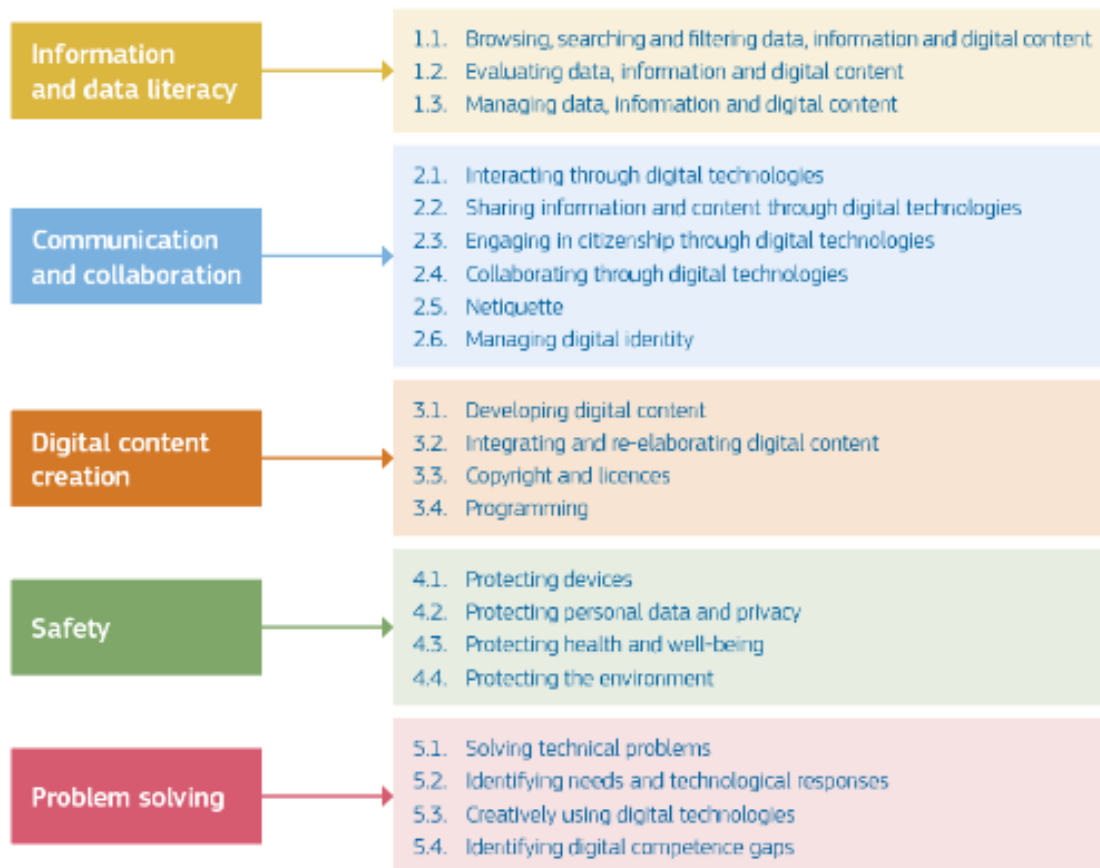 Information
and data literacy
1.1. Browsing, searching and filtering data, information and digital content
1.2. Evaluating data, information and digital content
1.3. Managing data, information and digital content
Communication
and collaboration
2.1. Interacting through digital technologies
2.2. Sharing information and content through digital technologies
2.3. Engaging in citizenship through digital technologies
2.4. Collaborating through digital technologies
2.5. Netiquette
2.6. Managing digital identity
Digital content
creation
3.1. Developing digital content
3.2. Integrating and re-elaborating digital content
3.3. Copyright and licences
3.4. Programming
Safety
4.1. Protecting devices
4.2. Protecting personal data and privacy
4.3. Protecting health and well-being
4.4. Protecting the environment
Problem solving
5.1. Solving technical problems
5.2. Identifying needs and technological responses
5.3. Creatively using digital technologies
5.4. Identifying digital competence gaps